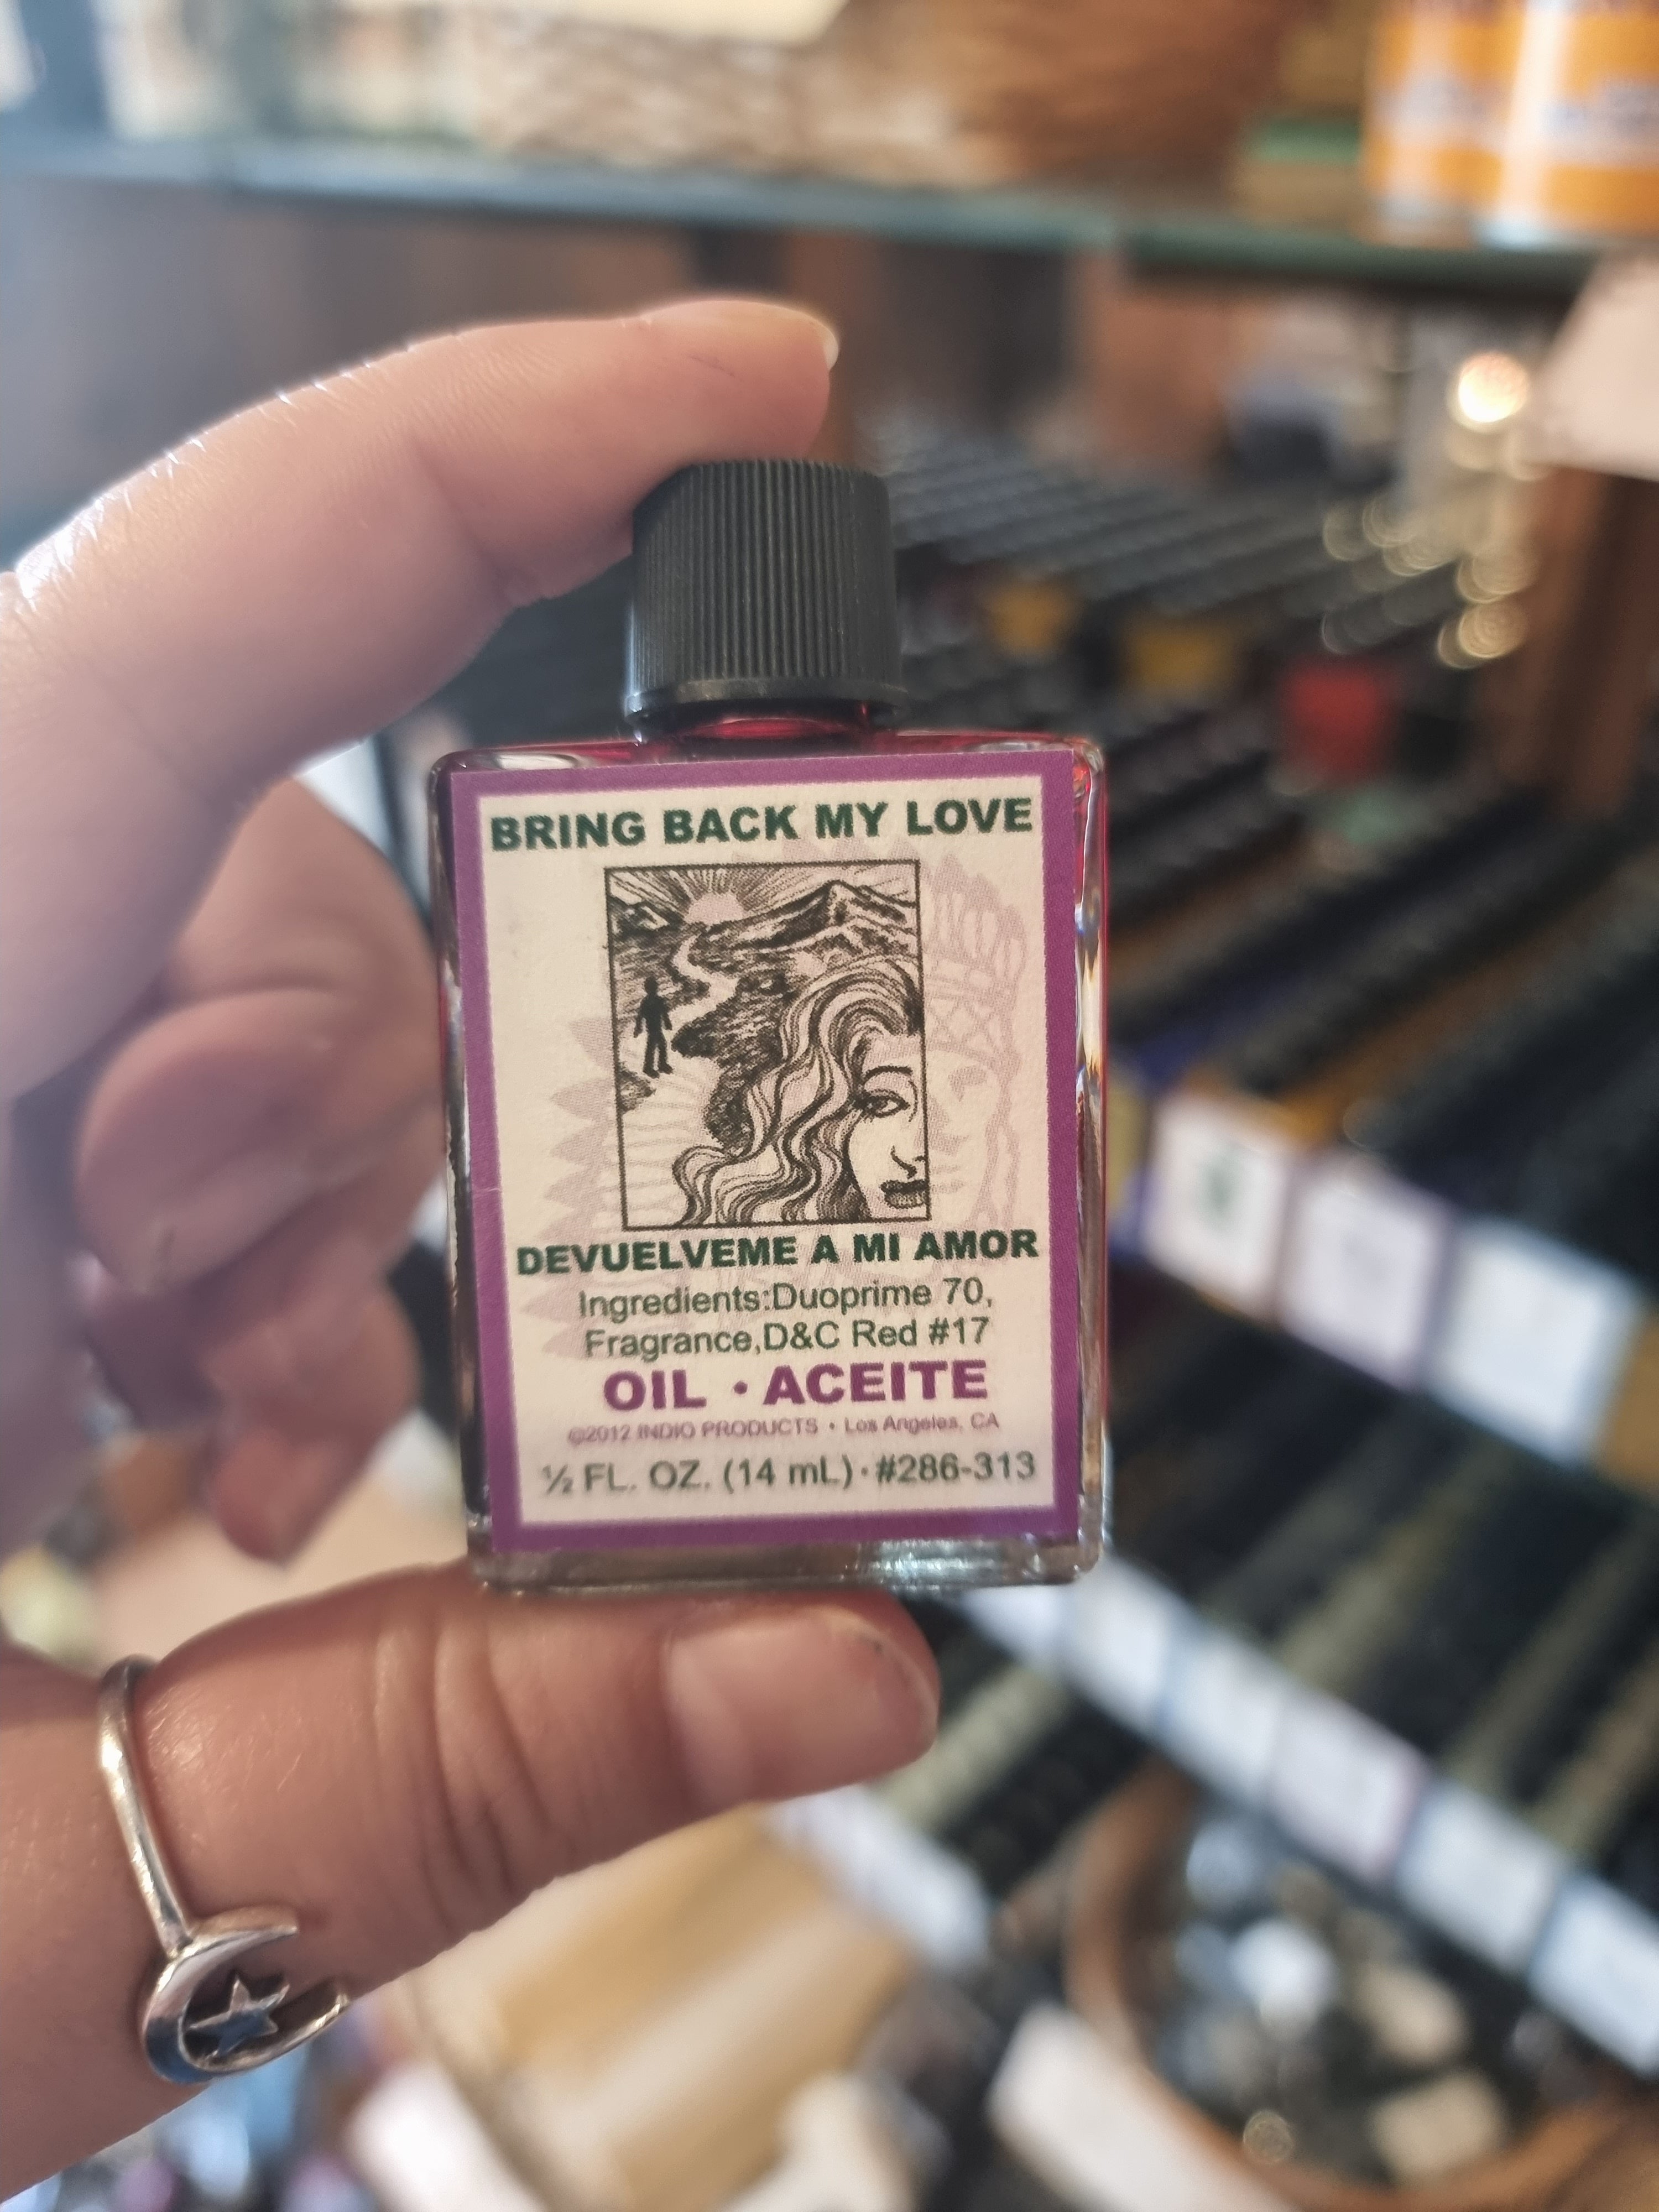 BRING BACK MY LOVE
DEVUELVEME A MI AMOR
Ingredients:Duoprime 70,
Fragrance,D&C Red #17
OIL • ACEITE
©2012 INDIO PRODUCTS • Los Angeles, CA
½ FL. OZ. (14 mL) • #286-313